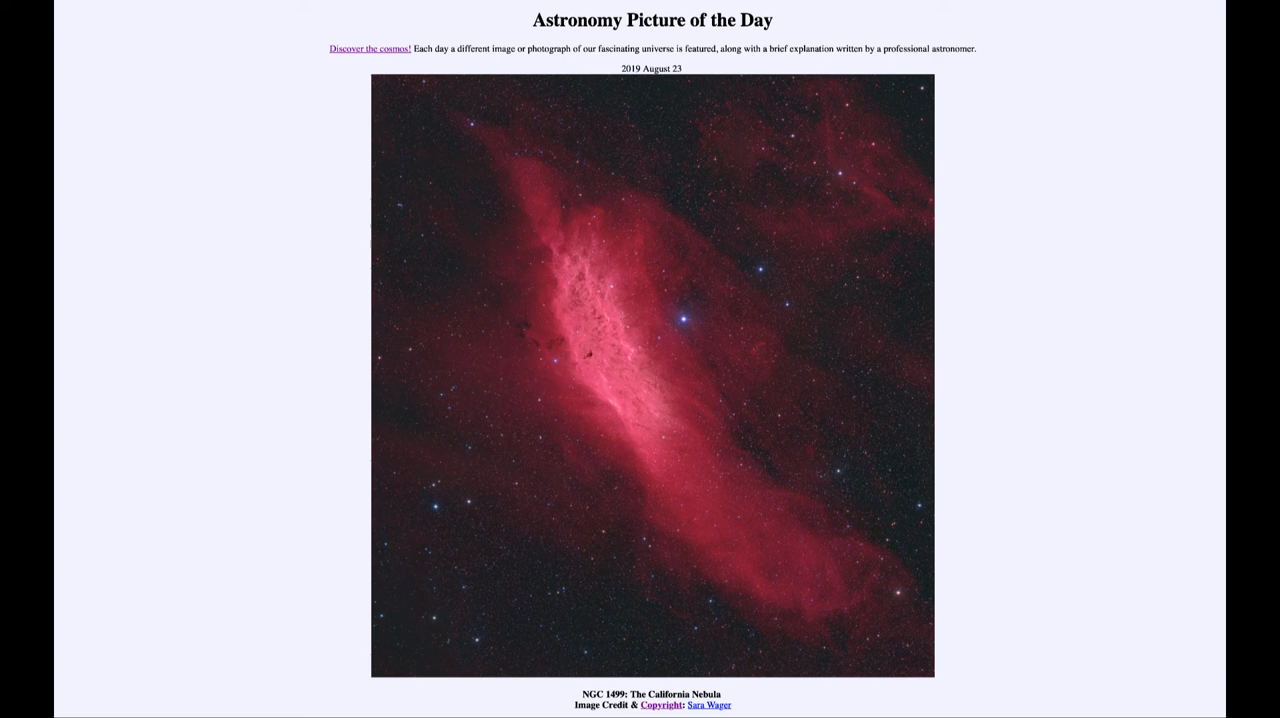 Astronomy Picture of the Day
Discover the cosmos! Each day a different image or photograph of our fascinating universe is featured, along with a brief explanation written by a professional astronomer.
2019 August 23
NGC 1499: The California Nebula
Image Credit & Copyright: Sara Wager